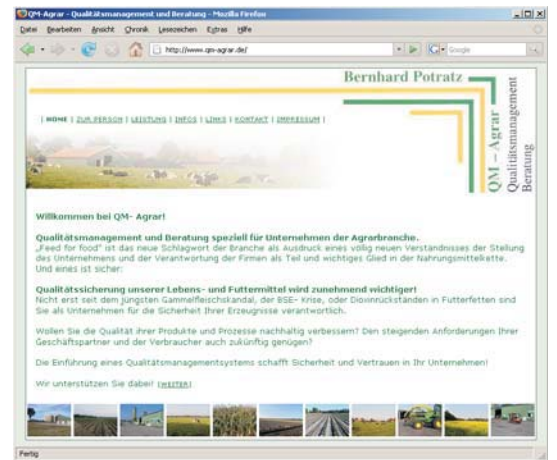 QM-Agrar - Qualitätsmanagement und Beratung - Mozilla Firefox
Datei Bearbeiten Ansicht Chronik Lesezeichen Extras Hilfe
http://www.qm-agrar.de/
Google
Bernhard Potratz
QM – Agrar
Qualitätsmanagement
Beratung
| HOME | ZUR PERSON | LEISTUNG | INFOS | LINKS | KONTAKT | IMPRESSUM |
Willkommen bei QM- Agrar!
Qualitätsmanagement und Beratung speziell für Unternehmen der Agrarbranche.
„Feed for food" ist das neue Schlagwort der Branche als Ausdruck eines völlig neuen Verständnisses der Stellung
des Unternehmens und der Verantwortung der Firmen als Teil und wichtiges Glied in der Nahrungsmittelkette.
Und eines ist sicher:
Qualitätssicherung unserer Lebens- und Futtermittel wird zunehmend wichtiger!
Nicht erst seit dem jüngsten Gammelfleischskandal, der BSE- Krise, oder Dioxinrückständen in Futterfetten sind
Sie als Unternehmen für die Sicherheit Ihrer Erzeugnisse verantwortlich.
Wollen Sie die Qualität ihrer Produkte und Prozesse nachhaltig verbessern? Den steigenden Anforderungen Ihrer
Geschäftspartner und der Verbraucher auch zukünftig genügen?
Die Einführung eines Qualitätsmanagementsystems schafft Sicherheit und Vertrauen in Ihr Unternehmen!
Wir unterstützen Sie dabei! [WEITER]
Fertig